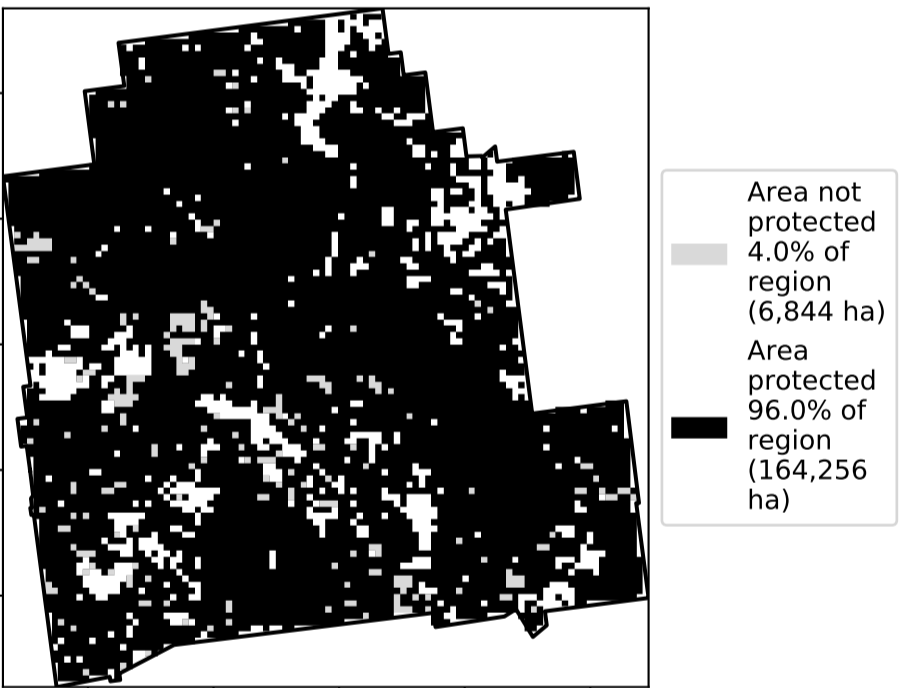 Area not
protected
4.0% of
region
(6,844 ha)
Area
protected
96.0% of
region
(164,256
ha)